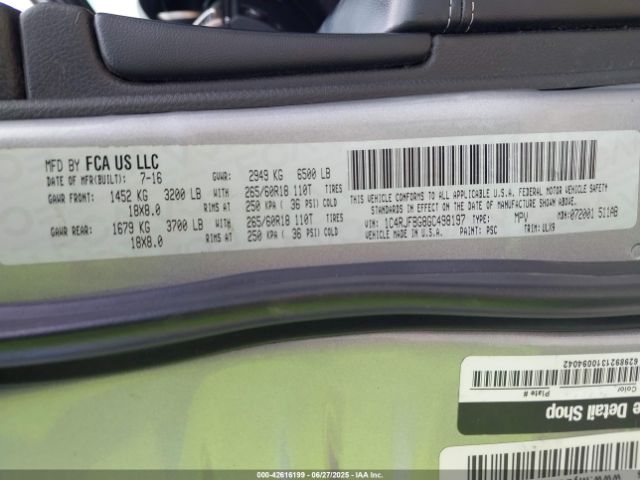 MFD BY FCA US LLC
DATE OF MFR(BUILT): 7-16 GVWR: 2949 KG 6500 LB
GAWR FRONT: 1452 KG 3200 LB WITH 265/60R18 110T TIRES
18X8.0 RIMS AT 250 KPA ( 36 PSI) COLD
GAWR REAR: 1679 KG 3700 LB WITH 265/60R18 110T TIRES
18X8.0 RIMS AT 250 KPA ( 36 PSI) COLD
THIS VEHICLE CONFORMS TO ALL APPLICABLE U.S.A. FEDERAL MOTOR VEHICLE SAFETY
STANDARDS IN EFFECT ON THE DATE OF MANUFACTURE SHOWN ABOVE.
VIN: 1C4RJFBG8GC498197 TYPE: MPV MDH:072001 511AB
VEHICLE MADE IN U.S.A. PAINT: PSC TRIM: ULX9
6298921310094042
Color
Plate #
e Detail Shop
000-42616199 06/27/2025 - IAA Inc.